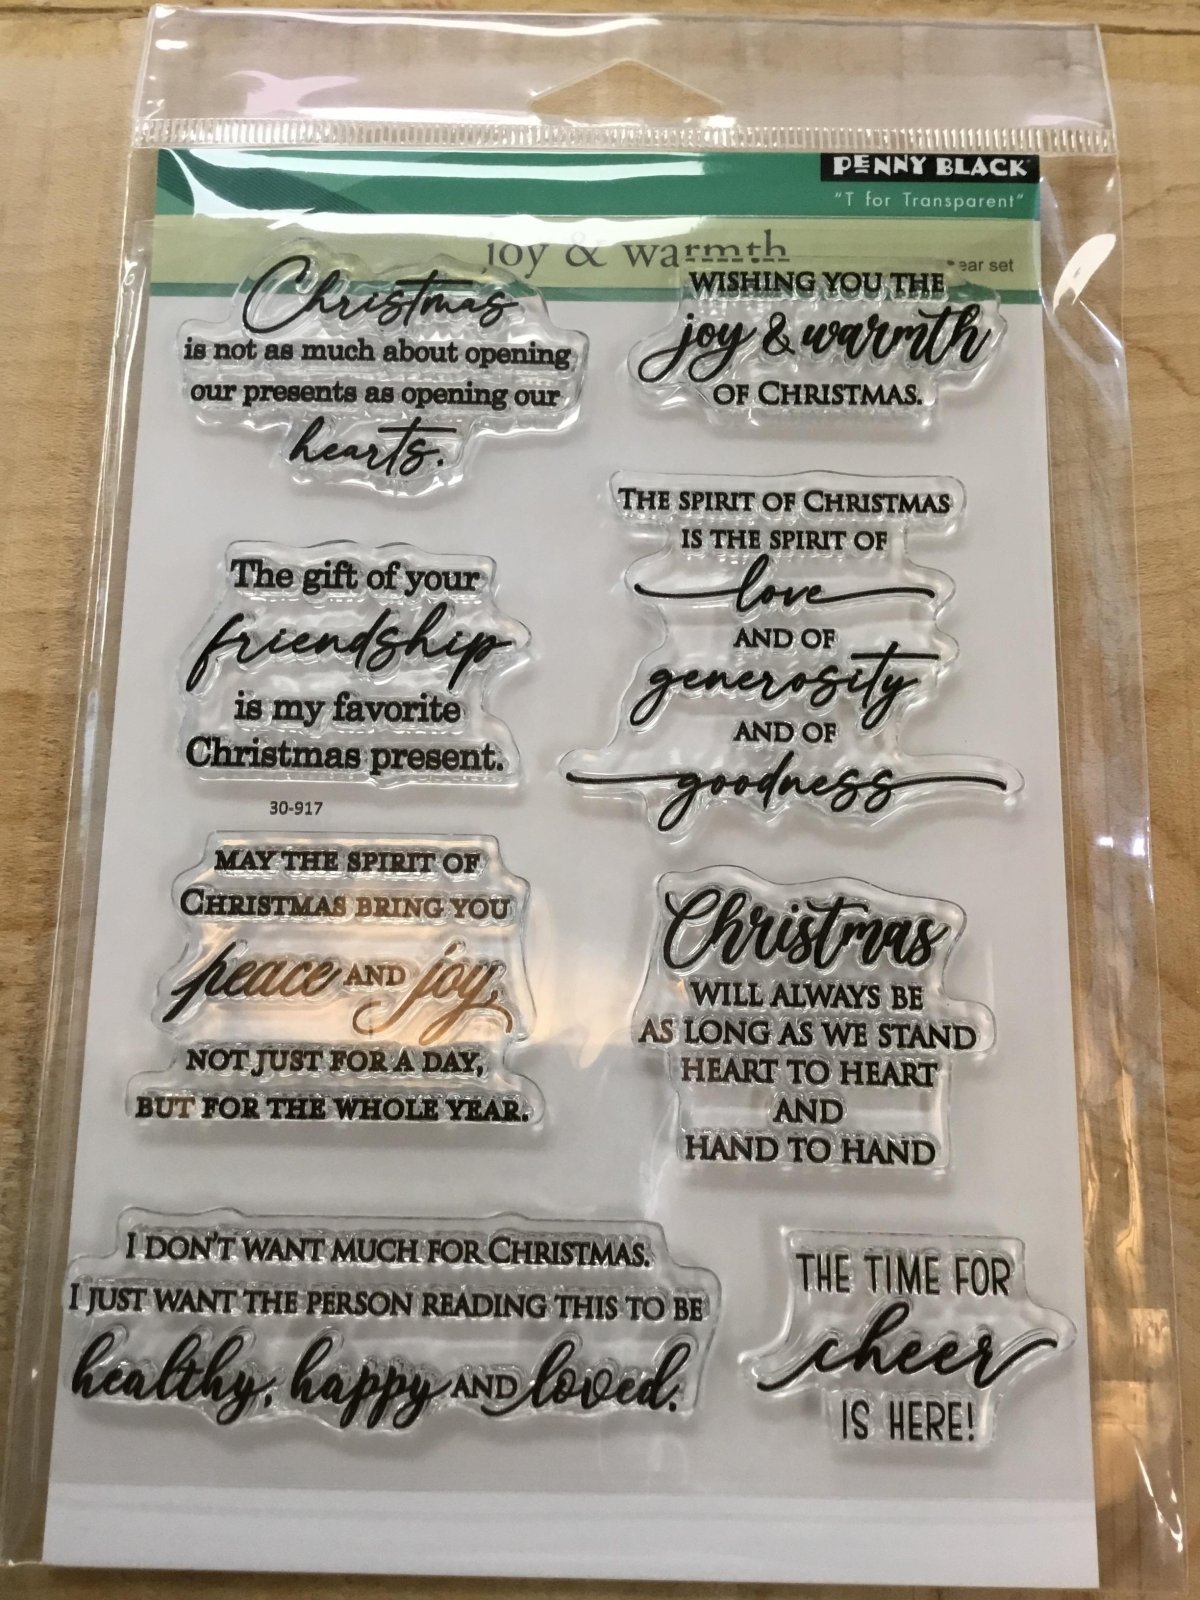 PENNY BLACK
"T for Transparent"
joy & warmth
set
Christmas
is not as much about opening
our presents as opening our
hearts.
WISHING YOU THE
joy & warmth
OF CHRISTMAS.
The gift of your
friendship
is my favorite
Christmas present.
THE SPIRIT OF CHRISTMAS
IS THE SPIRIT OF
love
AND OF
generosity
AND OF
goodness
30-917
MAY THE SPIRIT OF
CHRISTMAS BRING YOU
peace AND joy,
NOT JUST FOR A DAY,
BUT FOR THE WHOLE YEAR.
Christmas
WILL ALWAYS BE
AS LONG AS WE STAND
HEART TO HEART
AND
HAND TO HAND
I DON'T WANT MUCH FOR CHRISTMAS.
I JUST WANT THE PERSON READING THIS TO BE
healthy, happy AND loved.
THE TIME FOR
cheer
IS HERE!